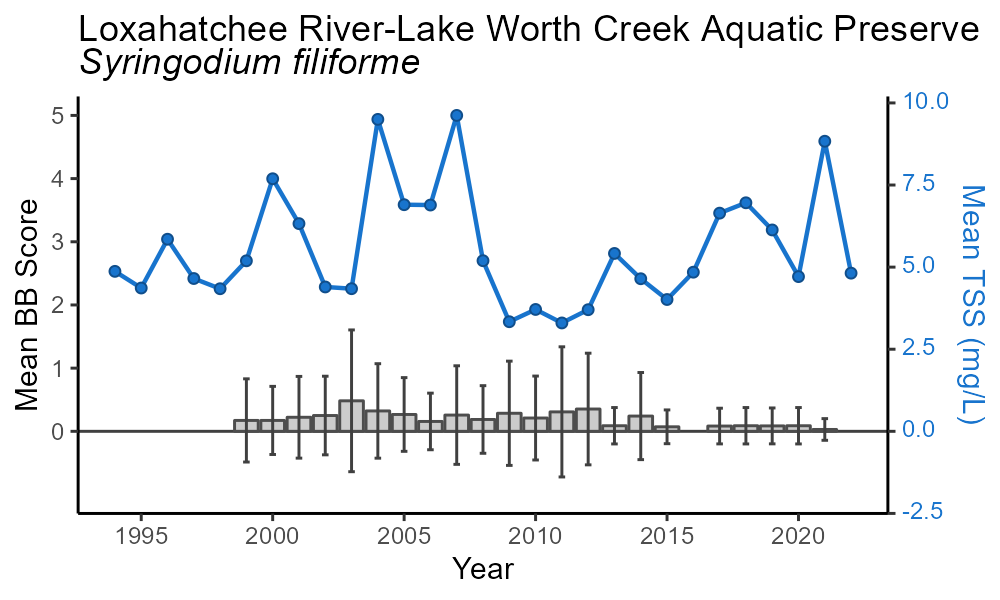 Loxahatchee River-Lake Worth Creek Aquatic Preserve
Syringodium filiforme
Mean BB Score
5
4
3
2
1
0
10.0
7.5
5.0
2.5
0.0
-2.5
Mean TSS (mg/L)
1995 2000 2005 2010 2015 2020
Year